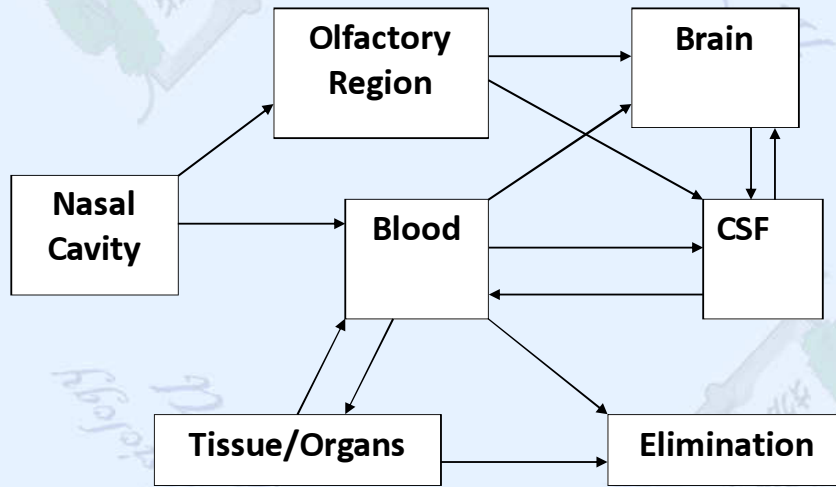 Olfactory
Region
Brain
Nasal
Cavity
Blood
CSF
Tissue/Organs
Elimination